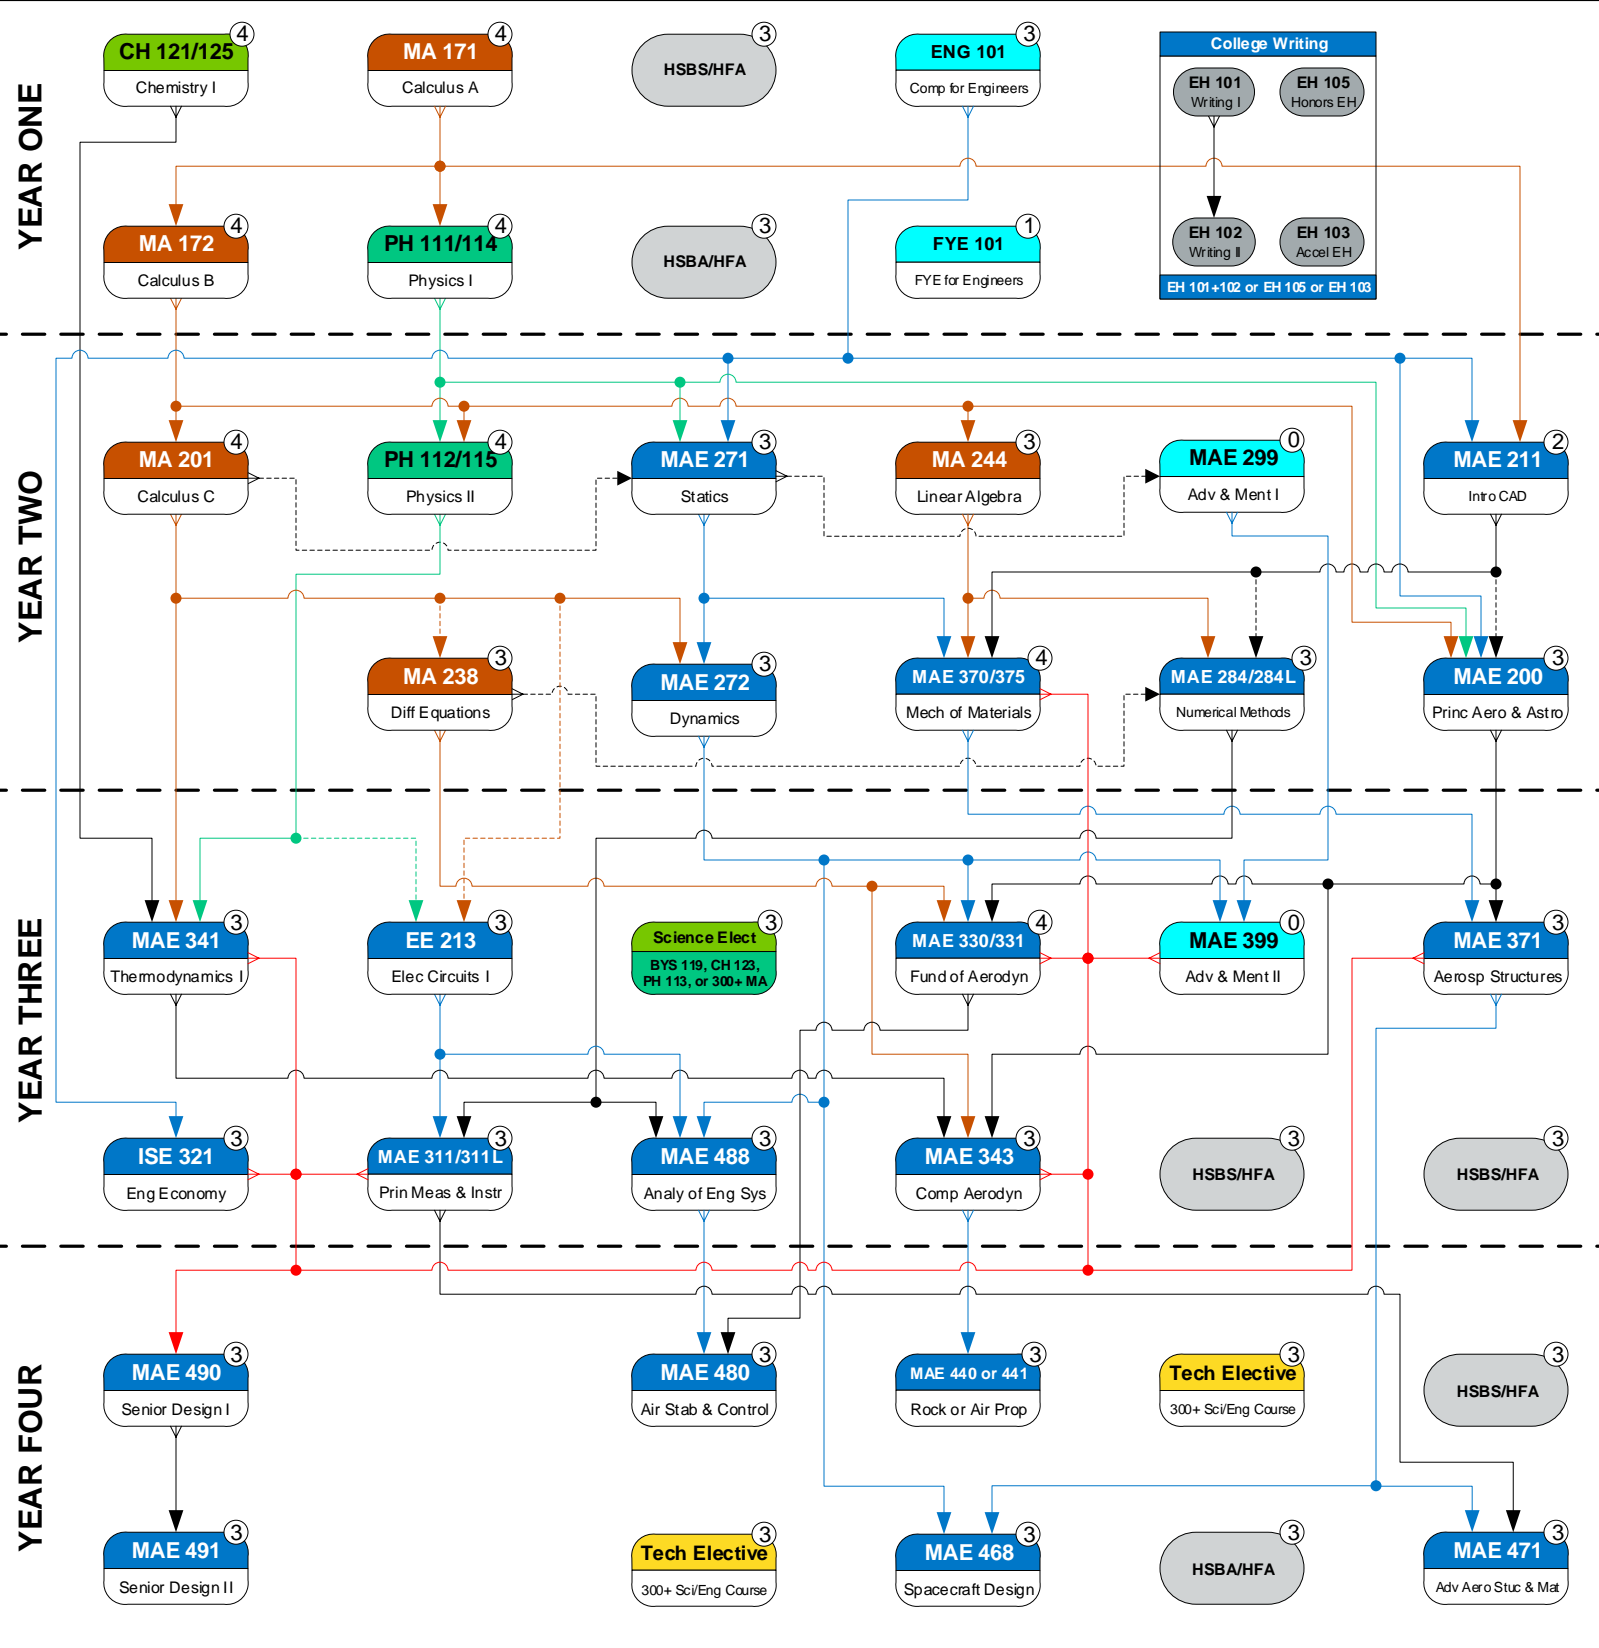 YEAR ONE
CH 121/125
4
Chemistry I
MA 171
4
Calculus A
HSBS/HFA
3
ENG 101
3
Comp for Engineers
College Writing
EH 101
Writing I
EH 105
Honors EH
EH 102
Writing II
EH 103
Accel EH
EH 101+102 or EH 105 or EH 103
MA 172
4
Calculus B
PH 111/114
4
Physics I
HSBA/HFA
3
FYE 101
1
FYE for Engineers
YEAR TWO
MA 201
4
Calculus C
PH 112/115
4
Physics II
MAE 271
3
Statics
MA 244
3
Linear Algebra
MAE 299
0
Adv & Ment I
MAE 211
2
Intro CAD
MA 238
3
Diff Equations
MAE 272
3
Dynamics
MAE 370/375
4
Mech of Materials
MAE 284/284L
3
Numerical Methods
MAE 200
3
Princ Aero & Astro
YEAR THREE
MAE 341
3
Thermodynamics I
EE 213
3
Elec Circuits I
Science Elect
3
BYS 119, CH 123,
PH 113, or 300+ MA
MAE 330/331
4
Fund of Aerodyn
MAE 399
0
Adv & Ment II
MAE 371
3
Aerosp Structures
ISE 321
3
Eng Economy
MAE 311/311L
3
Prin Meas & Instr
MAE 488
3
Analy of Eng Sys
MAE 343
3
Comp Aerodyn
HSBS/HFA
3
HSBS/HFA
3
YEAR FOUR
MAE 490
3
Senior Design I
MAE 480
3
Air Stab & Control
MAE 440 or 441
3
Rock or Air Prop
Tech Elective
3
300+ Sci/Eng Course
HSBS/HFA
3
MAE 491
3
Senior Design II
Tech Elective
3
300+ Sci/Eng Course
MAE 468
3
Spacecraft Design
HSBA/HFA
3
MAE 471
3
Adv Aero Stuc & Mat